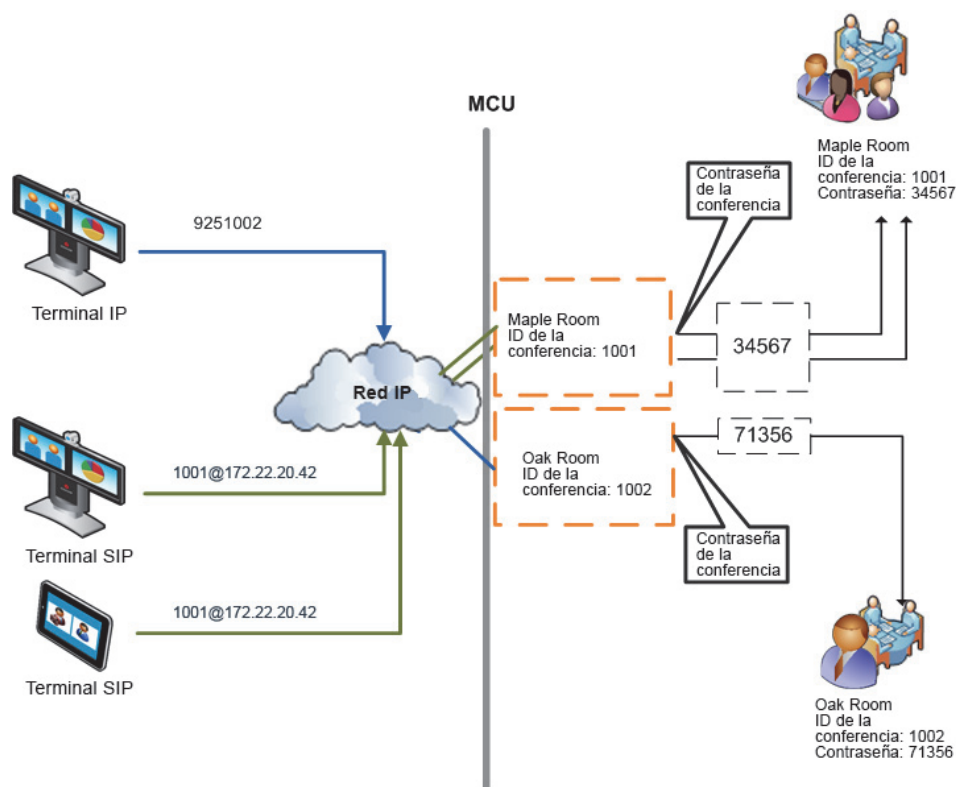 MCU
Maple Room
ID de la
conferencia: 1001
Contraseña: 34567
Contraseña
de la
conferencia
9251002
Terminal IP
Maple Room
ID de la
conferencia: 1001
34567
Red IP
71356
Oak Room
ID de la
conferencia: 1002
1001@172.22.20.42
Terminal SIP
Contraseña
de la
conferencia
1001@172.22.20.42
Terminal SIP
Oak Room
ID de la
conferencia: 1002
Contraseña: 71356